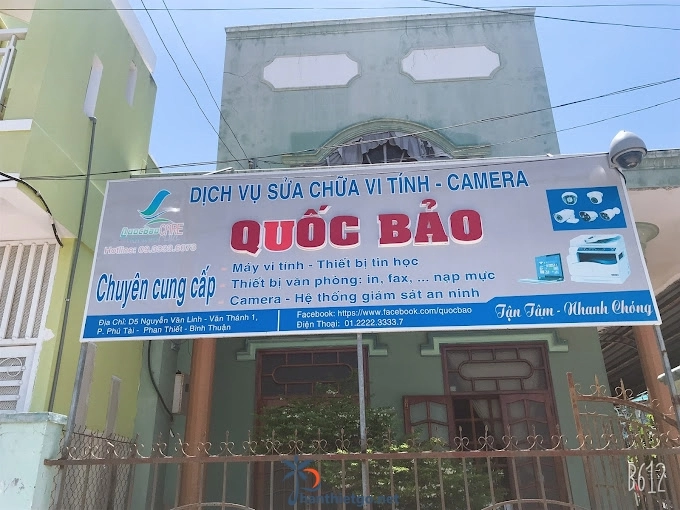 DỊCH VỤ SỬA CHỮA VI TÍNH - CAMERA
QuocBaoCARE
QUỐC BẢO
Chuyên cung cấp
- Máy vi tính - Thiết bị tin học
- Thiết bị văn phòng: in, fax, ... nạp mực
- Camera - Hệ thống giám sát an ninh
Địa Chỉ: D5 Nguyễn Văn Linh - Văn Thánh 1,
P. Phú Tài - Phan Thiết - Bình Thuận
Facebook: https://www.facebook.com/quocbao
Điện Thoại: 01.2222.3333.7
Tận Tâm - Nhanh Chóng
Hotline:
B612